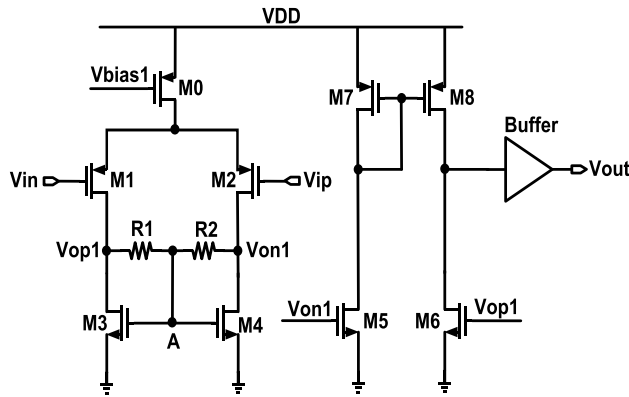 VDD
Vbias1
M0
M7
M8
Buffer
Vin
M1
M2
Vip
Vout
R1
R2
Vop1
Von1
M3
A
M4
Von1
M5
M6
Vop1